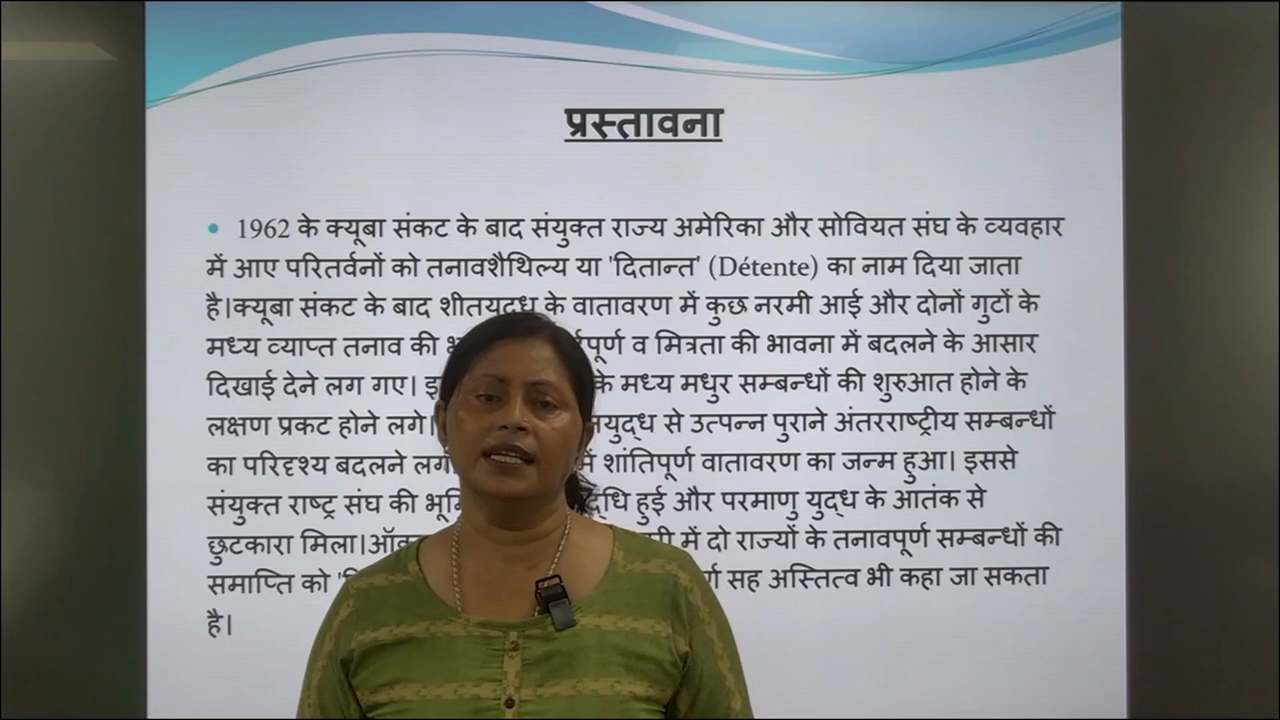 प्रस्तावना
1962 के क्यूबा संकट के बाद संयुक्त राज्य अमेरिका और सोवियत संघ के व्यवहार
में आए परितर्वनों को तनावशैथिल्य या 'दितान्त' (Détente) का नाम दिया जाता
है।क्यूबा संकट के बाद शीतयुद्ध के वातावरण में कुछ नरमी आई और दोनों गुटों के
मध्य व्याप्त तनाव की व मित्रता की भावना में बदलने के आसार
दिखाई देने लग गए। के मध्य मधुर सम्बन्धों की शुरुआत होने के
लक्षण प्रकट होने लगे। से उत्पन्न पुराने अंतरराष्ट्रीय सम्बन्धों
का परिदृश्य बदलने में शांतिपूर्ण वातावरण का जन्म हुआ। इससे
संयुक्त राष्ट्र संघ की हुई और परमाणु युद्ध के आतंक से
छुटकारा मिला। में दो राज्यों के तनावपूर्ण सम्बन्धों की
समाप्ति को सह अस्तित्व भी कहा जा सकता
है।